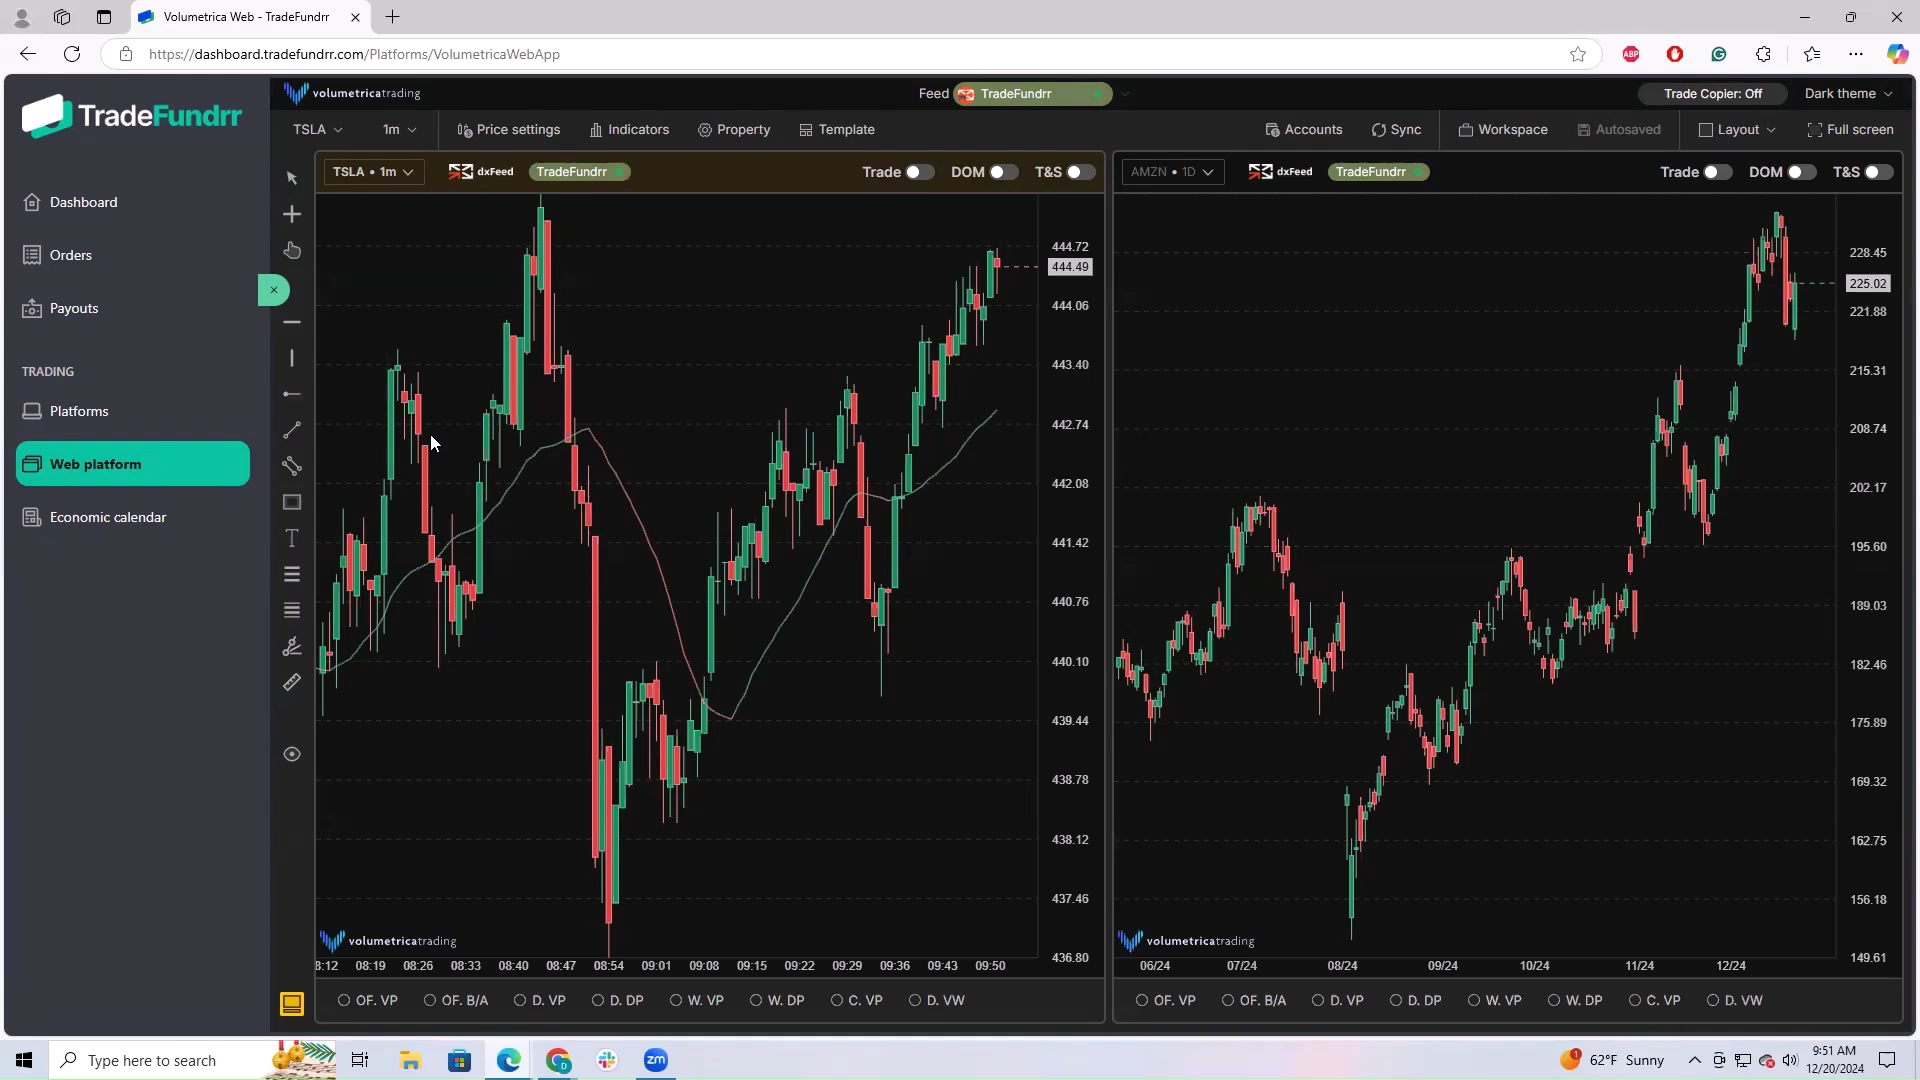 Volumetrica Web - TradeFundrr
https://dashboard.tradefundrr.com/Platforms/VolumetricaWebApp
ABP
TradeFundrr
Dashboard
Orders
Payouts
TRADING
Platforms
Web platform
Economic calendar
volumetricatrading
Feed TradeFundrr
Trade Copier: Off
Dark theme
TSLA 1m Price settings Indicators Property Template
Accounts Sync Workspace Autosaved Layout Full screen
TSLA • 1m dxFeed TradeFundrr Trade DOM T&S
444.72
444.49
444.06
443.40
442.74
442.08
441.42
440.76
440.10
439.44
438.78
438.12
437.46
436.80
volumetricatrading
8:12 08:19 08:26 08:33 08:40 08:47 08:54 09:01 09:08 09:15 09:22 09:29 09:36 09:43 09:50
OF. VP OF. B/A D. VP D. DP W. VP W. DP C. VP D. VW
AMZN • 1D dxFeed TradeFundrr Trade DOM T&S
228.45
225.02
221.88
215.31
208.74
202.17
195.60
189.03
182.46
175.89
169.32
162.75
156.18
149.61
volumetricatrading
06/24 07/24 08/24 09/24 10/24 11/24 12/24
OF. VP OF. B/A D. VP D. DP W. VP W. DP C. VP D. VW
Type here to search
zm
1
62°F Sunny
9:51 AM
12/20/2024